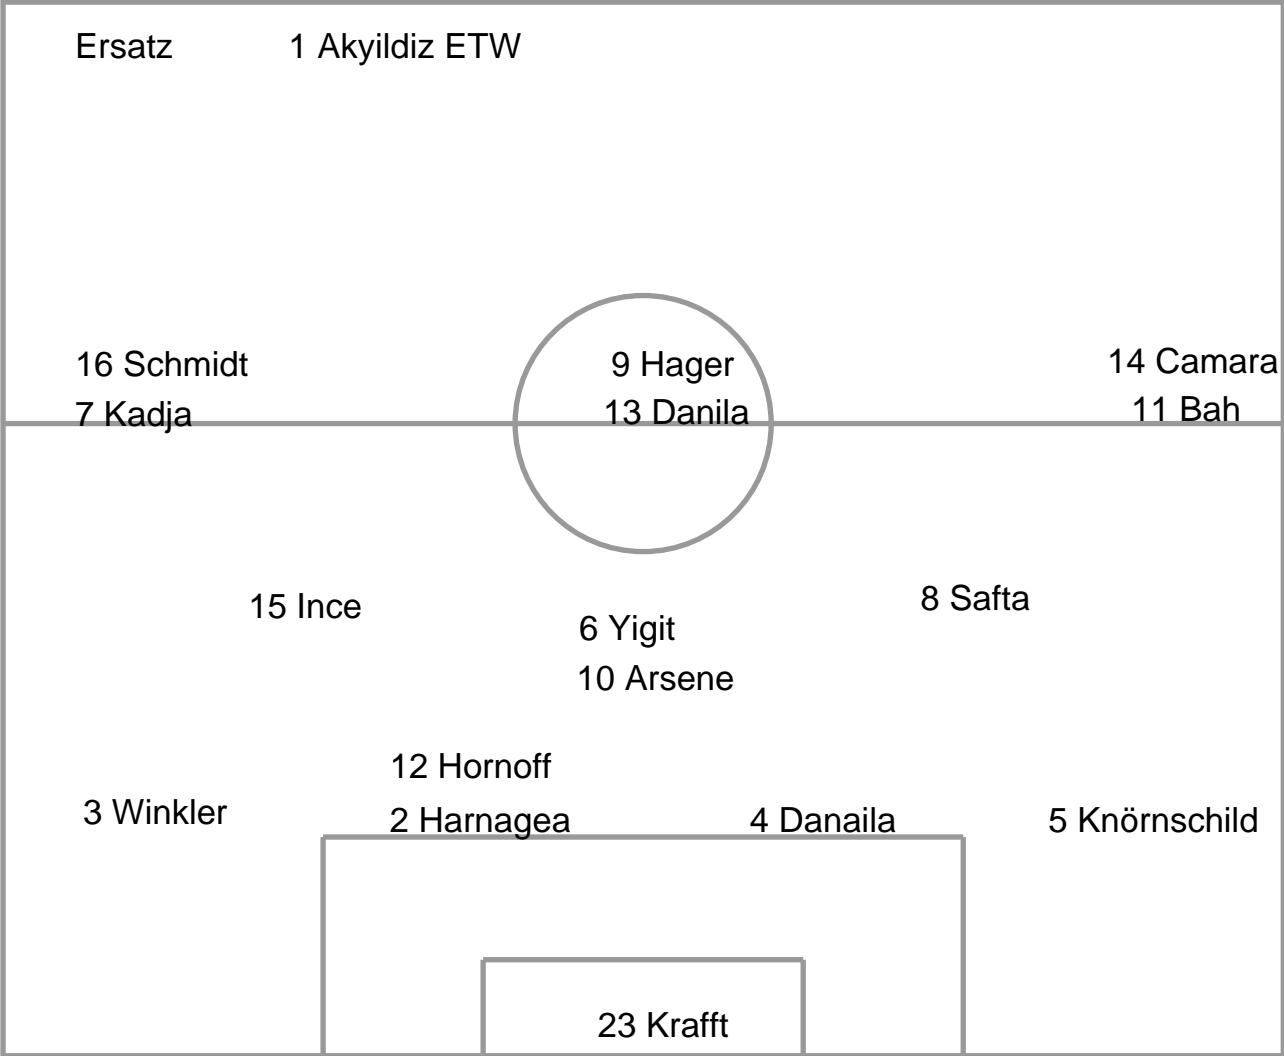 Ersatz 1 Akyildiz ETW
16 Schmidt 9 Hager 14 Camara
7 Kadja 13 Danila 11 Bah
15 Ince 8 Safta
6 Yigit
10 Arsene
12 Hornoff
3 Winkler 2 Harnagea 4 Danaila 5 Knörnschild
23 Krafft